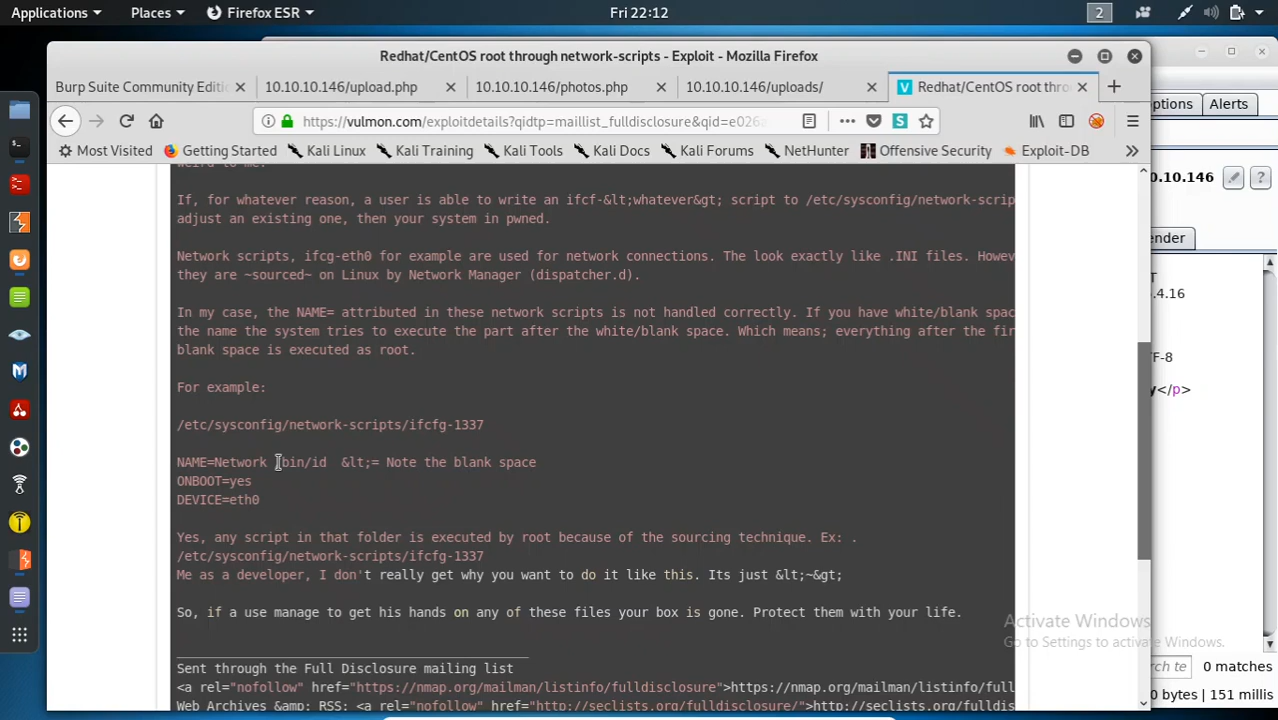 Applications Places Firefox ESR Fri 22:12 2
Redhat/CentOS root through network-scripts - Exploit - Mozilla Firefox
Burp Suite Community Editi 10.10.10.146/upload.php 10.10.10.146/photos.php 10.10.10.146/uploads/ V Redhat/CentOS root thro
ptions Alerts
https://vulmon.com/exploitdetails?qidtp=maillist_fulldisclosure&qid=e026
S
Most Visited Getting Started Kali Linux Kali Training Kali Tools Kali Docs Kali Forums NetHunter Offensive Security Exploit-DB
0.10.146 ?
weird to me.
If, for whatever reason, a user is able to write an ifcf-&lt;whatever&gt; script to /etc/sysconfig/network-scrip
adjust an existing one, then your system in pwned.
ender
Network scripts, ifcg-eth0 for example are used for network connections. The look exactly like .INI files. Howev
they are ~sourced~ on Linux by Network Manager (dispatcher.d).
T
.4.16
In my case, the NAME= attributed in these network scripts is not handled correctly. If you have white/blank spac
the name the system tries to execute the part after the white/blank space. Which means; everything after the fir
blank space is executed as root.
TF-8
For example:
y</p>
/etc/sysconfig/network-scripts/ifcfg-1337
NAME=Network /bin/id &lt;= Note the blank space
ONBOOT=yes
DEVICE=eth0
Yes, any script in that folder is executed by root because of the sourcing technique. Ex: .
/etc/sysconfig/network-scripts/ifcfg-1337
Me as a developer, I don't really get why you want to do it like this. Its just &lt;~&gt;
So, if a use manage to get his hands on any of these files your box is gone. Protect them with your life.
Activate Windows
Go to Settings to activate Windows.
_______________________________________________
Sent through the Full Disclosure mailing list
<a rel="nofollow" href="https://nmap.org/mailman/listinfo/fulldisclosure">https://nmap.org/mailman/listinfo/full
Web Archives &amp; RSS: <a rel="nofollow" href="http://seclists.org/fulldisclosure/">http://seclists.org/fulldis
rch te 0 matches
0 bytes | 151 millis